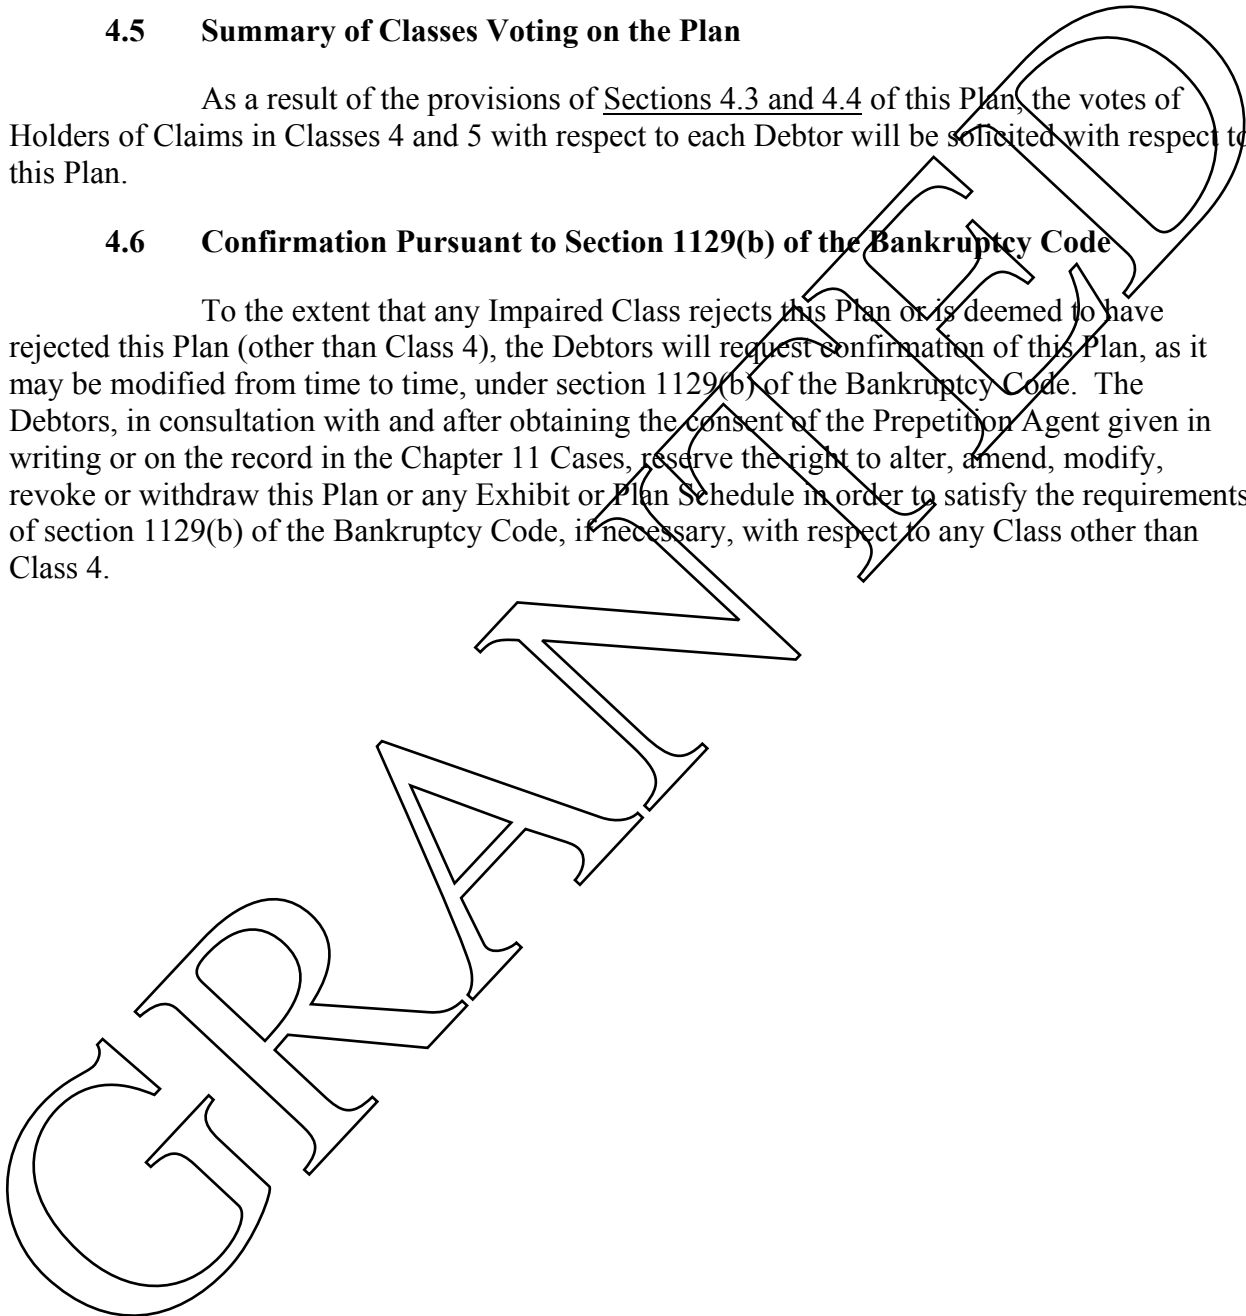 4.5 Summary of Classes Voting on the Plan
As a result of the provisions of Sections 4.3 and 4.4 of this Plan, the votes of
Holders of Claims in Classes 4 and 5 with respect to each Debtor will be solicited with respect to
this Plan.
4.6 Confirmation Pursuant to Section 1129(b) of the Bankruptcy Code
To the extent that any Impaired Class rejects this Plan or is deemed to have
rejected this Plan (other than Class 4), the Debtors will request confirmation of this Plan, as it
may be modified from time to time, under section 1129(b) of the Bankruptcy Code.  The
Debtors, in consultation with and after obtaining the consent of the Prepetition Agent given in
writing or on the record in the Chapter 11 Cases, reserve the right to alter, amend, modify,
revoke or withdraw this Plan or any Exhibit or Plan Schedule in order to satisfy the requirements
of section 1129(b) of the Bankruptcy Code, if necessary, with respect to any Class other than
Class 4.
GRANTED